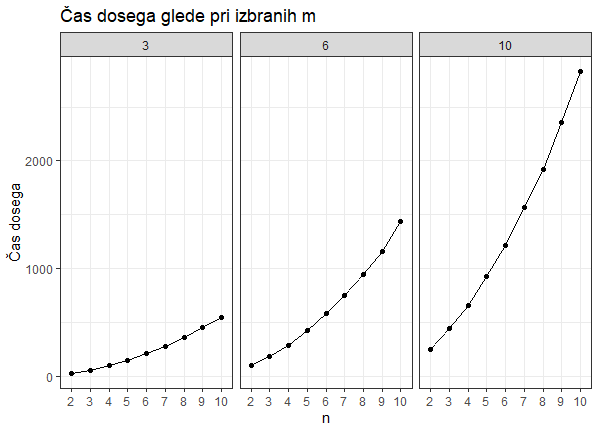 Čas dosega glede pri izbranih m
3 6 10
Čas dosega
2000
1000
0
2 3 4 5 6 7 8 9 10 2 3 4 5 6 7 8 9 10 2 3 4 5 6 7 8 9 10
n